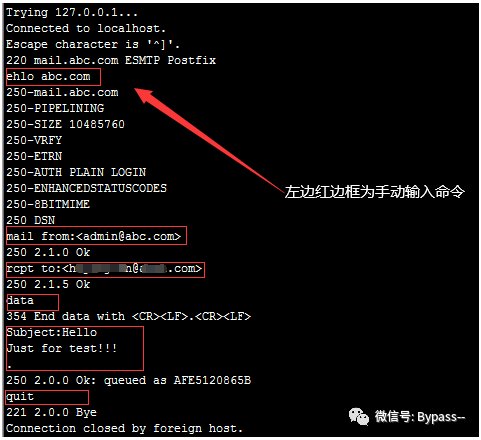 Trying 127.0.0.1...
Connected to localhost.
Escape character is '^]'.
220 mail.abc.com ESMTP Postfix
ehlo abc.com
250-mail.abc.com
250-PIPELINING
250-SIZE 10485760
250-VRFY
250-ETRN
250-AUTH PLAIN LOGIN
250-ENHANCEDSTATUSCODES
250-8BITMIME
250 DSN
左边红边框为手动输入命令
mail from:<admin@abc.com>
250 2.1.0 Ok
rcpt to:<h .com>
250 2.1.5 Ok
data
354 End data with <CR><LF>.<CR><LF>
Subject:Hello
Just for test!!!
.
250 2.0.0 Ok: queued as AFE5120865B
quit
221 2.0.0 Bye
Connection closed by foreign host.
微信号: Bypass--